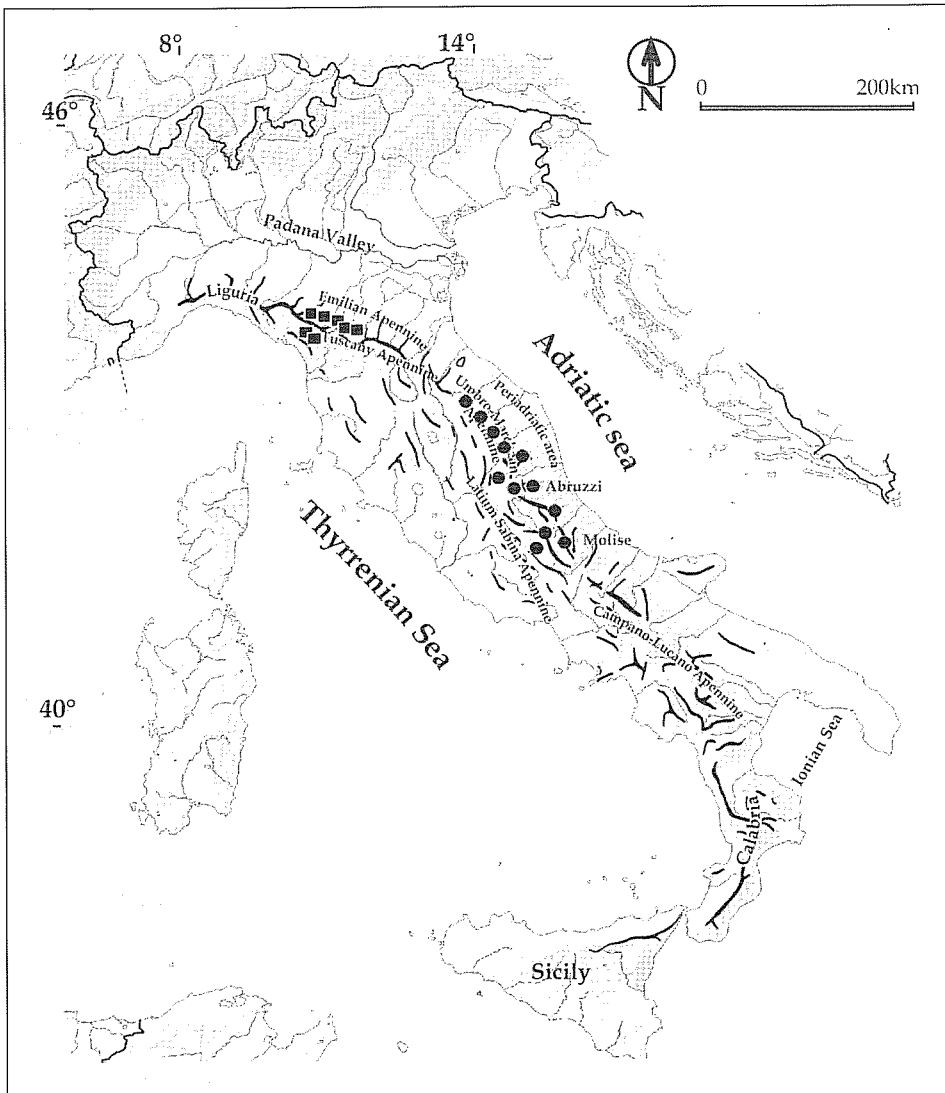 8°
14°
46°
N
0 200km
Padana Valley
Liguria
Emilian Apennine
Tuscany Apennine
Adriatic sea
Umbro-Marchean
Apennine
Periadriatic area
Abruzzi
Latium-Sabina Apennine
Molise
Thyrrenian Sea
Campano-Lucano Apennine
40°
Ionian Sea
Calabria
Sicily